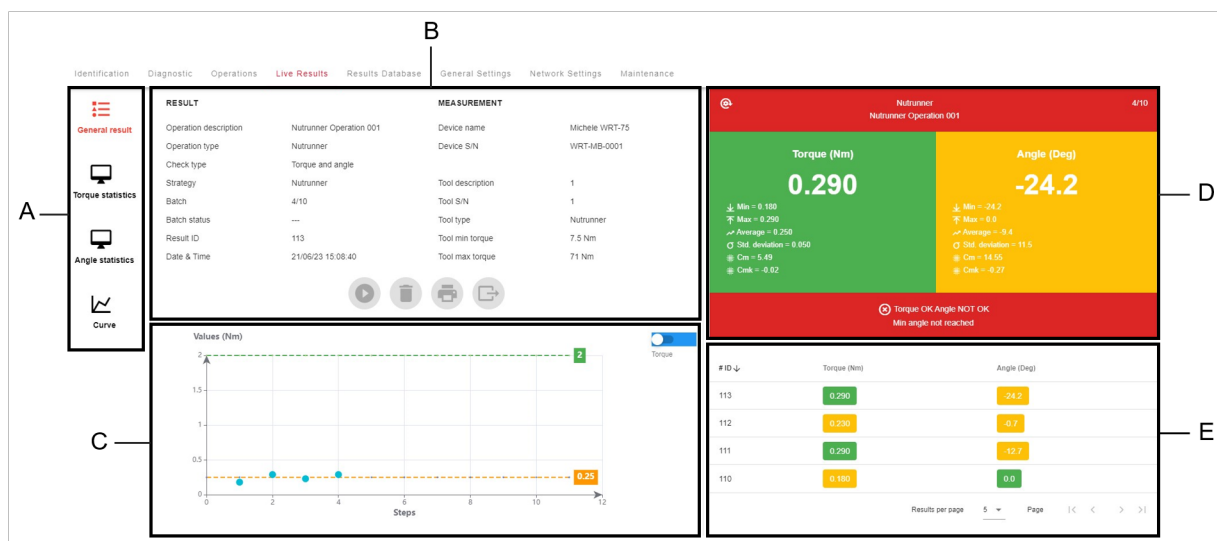 B
Identification Diagnostic Operations Live Results Results Database General Settings Network Settings Maintenance
A
General result
Torque statistics
Angle statistics
Curve
RESULT MEASUREMENT
Operation description Nutrunner Operation 001 Device name Michele WRT-75
Operation type Nutrunner Device S/N WRT-MB-0001
Check type Torque and angle
Strategy Nutrunner Tool description 1
Batch 4/10 Tool S/N 1
Batch status --- Tool type Nutrunner
Result ID 113 Tool min torque 7.5 Nm
Date & Time 21/06/23 15:08:40 Tool max torque 71 Nm
C
Values (Nm)
Torque
2 2
1.5
1
0.5
0.25
0
0 2 4 6 8 10 12
Steps
D
Nutrunner 4/10
Nutrunner Operation 001
Torque (Nm) Angle (Deg)
0.290 -24.2
Min = 0.180 Min = -24.2
Max = 0.290 Max = 0.0
Average = 0.250 Average = -9.4
Std. deviation = 0.050 Std. deviation = 11.5
Cm = 5.49 Cm = 14.55
Cmk = -0.02 Cmk = -0.27
Torque OK Angle NOT OK
Min angle not reached
E
# ID Torque (Nm) Angle (Deg)
113 0.290 -24.2
112 0.230 -0.7
111 0.290 -12.7
110 0.180 0.0
Results per page 5 Page